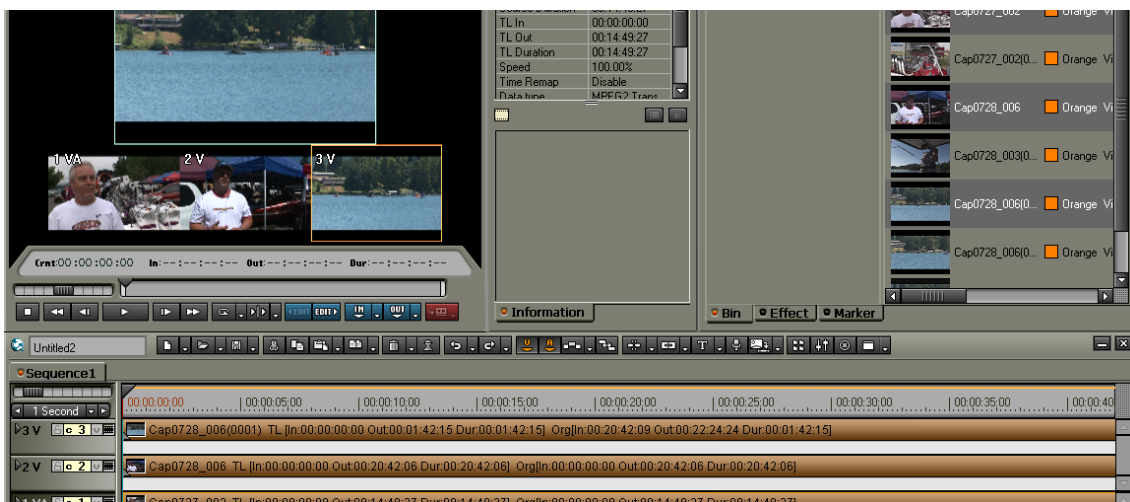 TL In 00:00:00:00
TL Out 00:14:49:27
TL Duration 00:14:49:27
Speed 100.00%
Time Remap Disable
Data type MPEG2 Trans
Cap0727_002 Orange Vi
Cap0727_002(0... Orange Vi
Cap0728_006 Orange Vi
Cap0728_003(0... Orange Vi
Cap0728_006(0... Orange Vi
Cap0728_006(0... Orange Vi
1 VA 2 V 3 V
Crnt:00:00:00:00 In:--:--:--:-- Out:--:--:--:-- Dur:--:--:--:--
EDIT EDIT IN OUT
Information
Bin Effect Marker
Untitled2
Sequence1
1 Second
00:00:00:00 00:00:05:00 00:00:10:00 00:00:15:00 00:00:20:00 00:00:25:00 00:00:30:00 00:00:35:00 00:00:40
3 V c 3 Cap0728_006(0001) TL [In:00:00:00:00 Out:00:01:42:15 Dur:00:01:42:15] Org[In:00:20:42:09 Out:00:22:24:24 Dur:00:01:42:15]
2 V c 2 Cap0728_006 TL [In:00:00:00:00 Out:00:20:42:06 Dur:00:20:42:06] Org[In:00:00:00:00 Out:00:20:42:06 Dur:00:20:42:06]